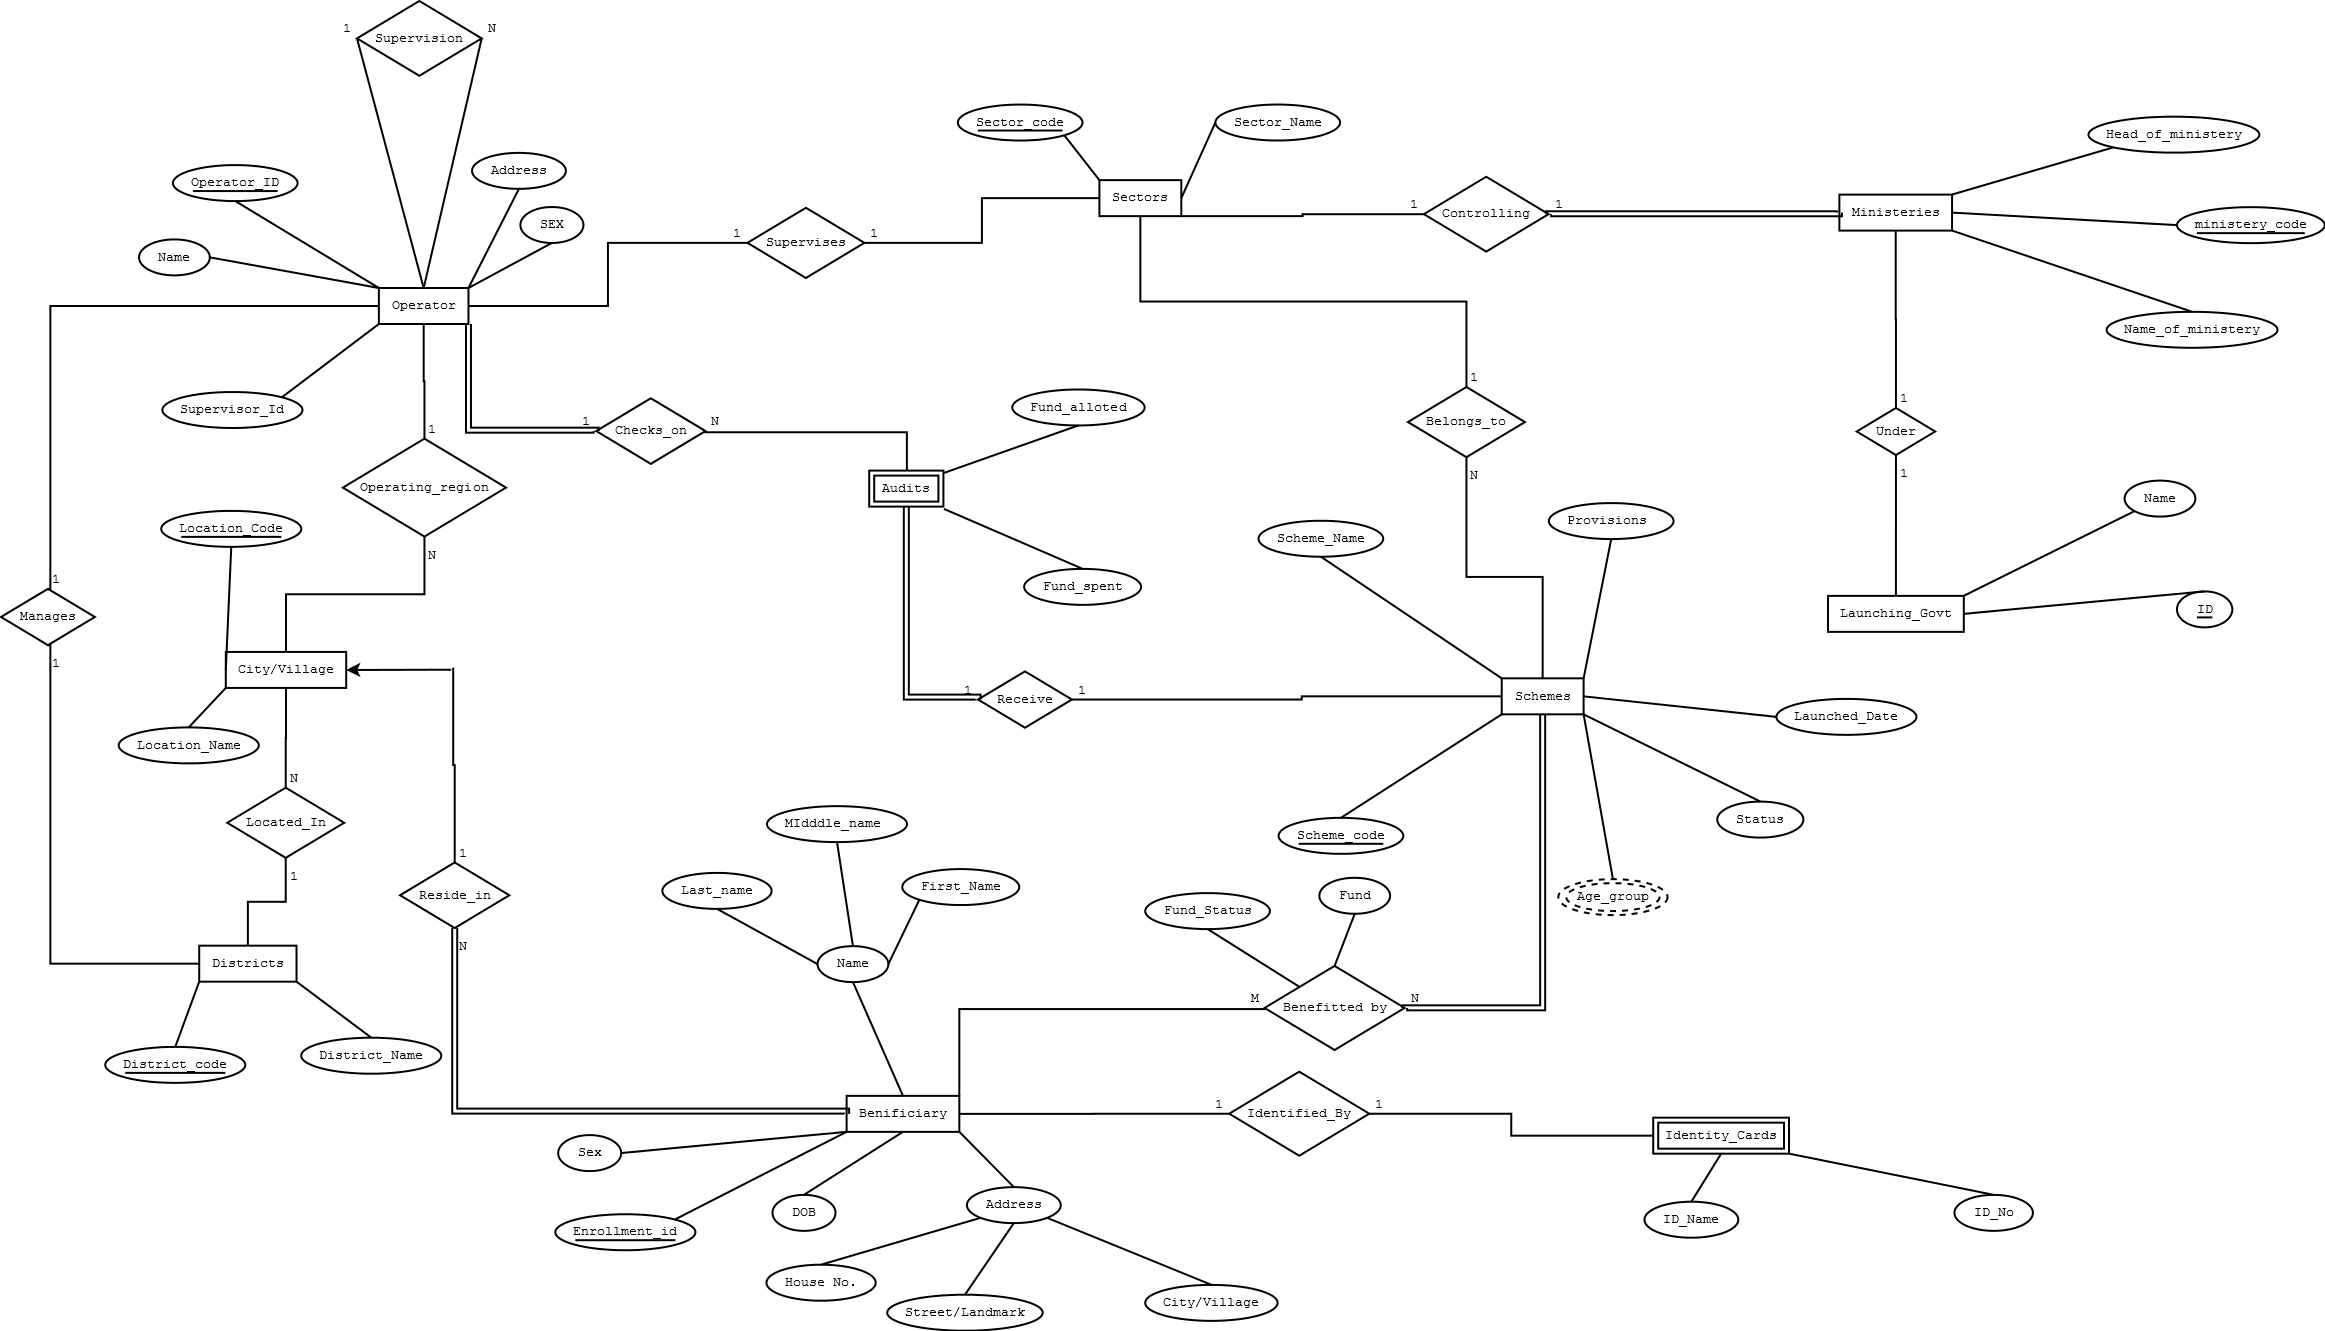 1
Supervision
N
Operator_ID
Address
SEX
Name
Operator
Supervisor_Id
1
Supervises
1
Sector_code
Sector_Name
Sectors
1
Controlling
1
Ministeries
Head_of_ministery
ministery_code
Name_of_ministery
1
Under
1
Launching_Govt
Name
ID
1
Belongs_to
N
1
Checks_on
N
Audits
Fund_alloted
Fund_spent
1
Operating_region
N
Location_Code
City/Village
Location_Name
1
Manages
1
N
Located_In
1
Districts
District_code
District_Name
1
Reside_in
N
1
Receive
1
Scheme_Name
Provisions
Schemes
Launched_Date
Status
Age_group
Scheme_code
Fund_Status
Fund
M
Benefitted by
N
MIdddle_name
Last_name
First_Name
Name
Benificiary
Sex
Enrollment_id
DOB
Address
House No.
Street/Landmark
City/Village
1
Identified_By
1
Identity_Cards
ID_Name
ID_No